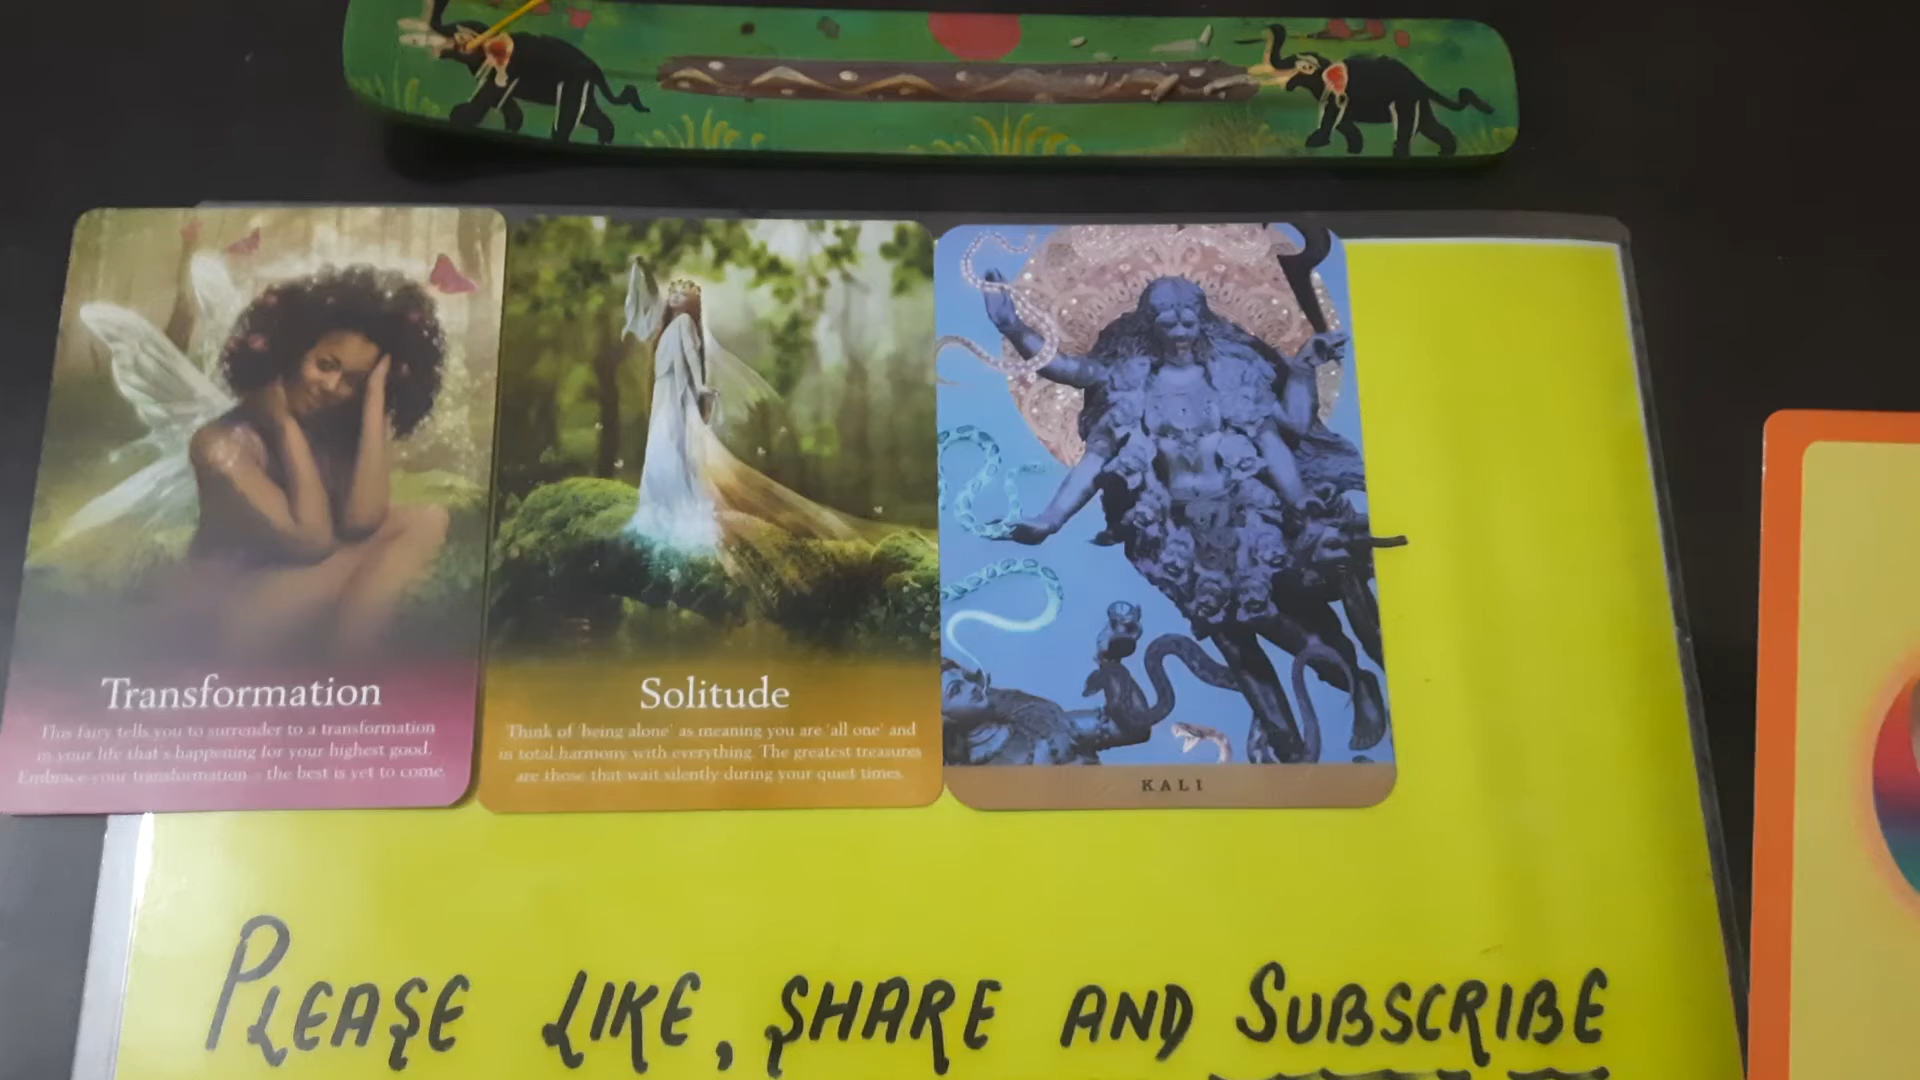 Transformation
This fairy tells you to surrender to a transformation
in your life that's happening for your highest good.
Embrace your transformation - the best is yet to come.
Solitude
Think of 'being alone' as meaning you are 'all one' and
in total harmony with everything. The greatest treasures
are those that wait silently during your quiet times.
KALI
PLEASE LIKE, SHARE AND SUBSCRIBE